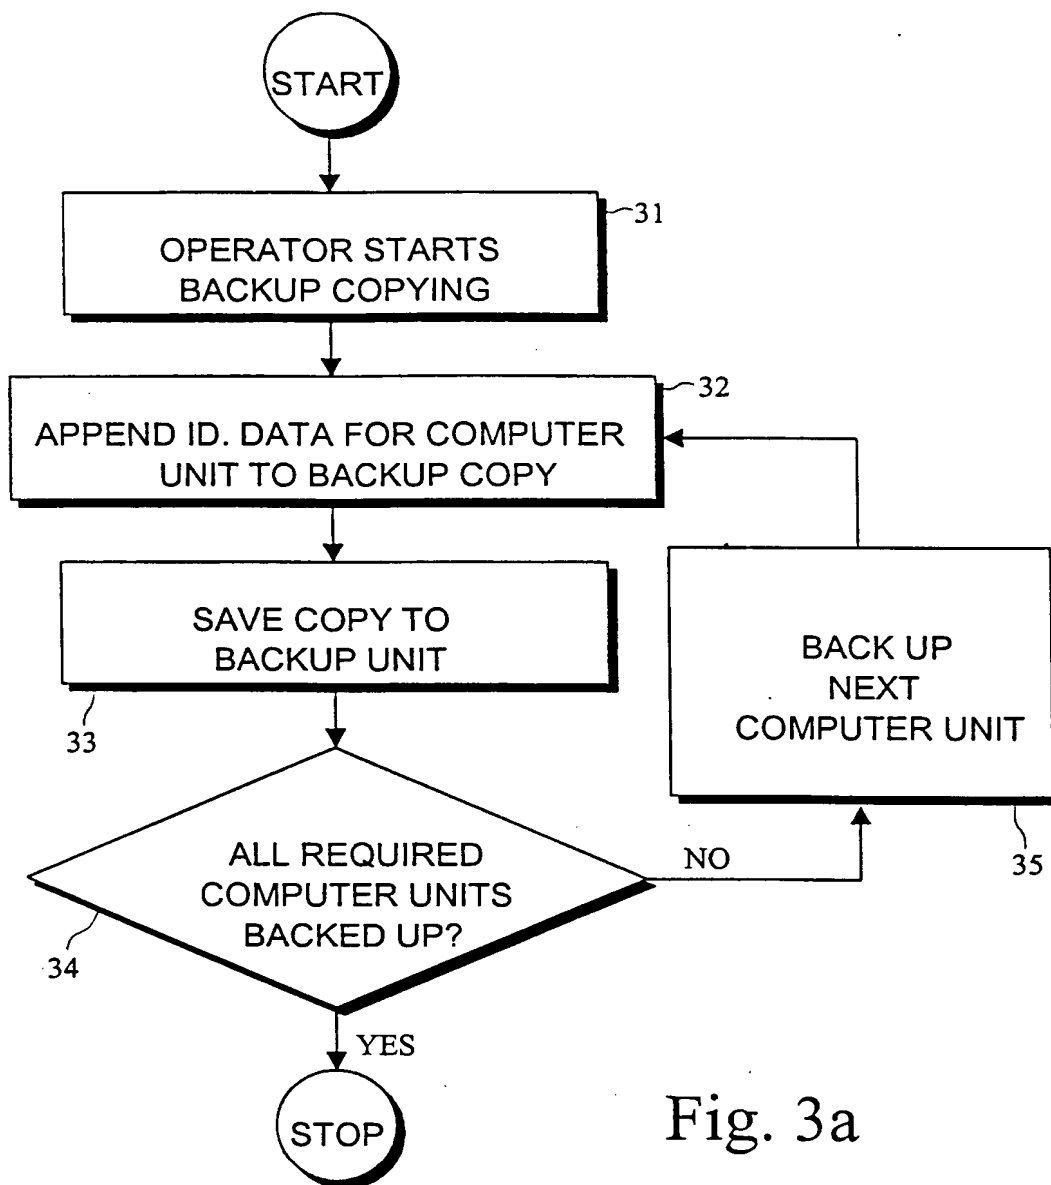 START
31
OPERATOR STARTS
BACKUP COPYING
32
APPEND ID. DATA FOR COMPUTER
UNIT TO BACKUP COPY
SAVE COPY TO
BACKUP UNIT
33
BACK UP
NEXT
COMPUTER UNIT
35
ALL REQUIRED
COMPUTER UNITS
BACKED UP?
NO
34
YES
STOP
Fig. 3a